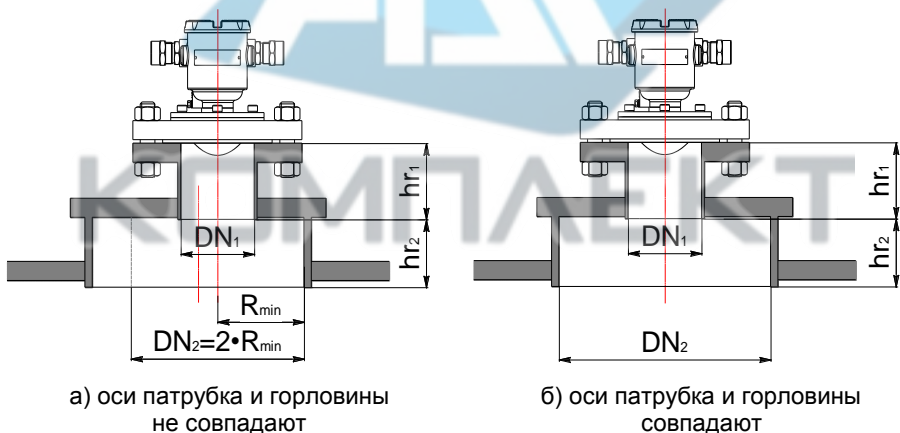 КОМПЛЕКТ
hr₁
DN₁
hr₂
Rmin
DN₂=2•Rmin
hr₁
DN₁
hr₂
DN₂
а) оси патрубка и горловины
не совпадают
б) оси патрубка и горловины
совпадают